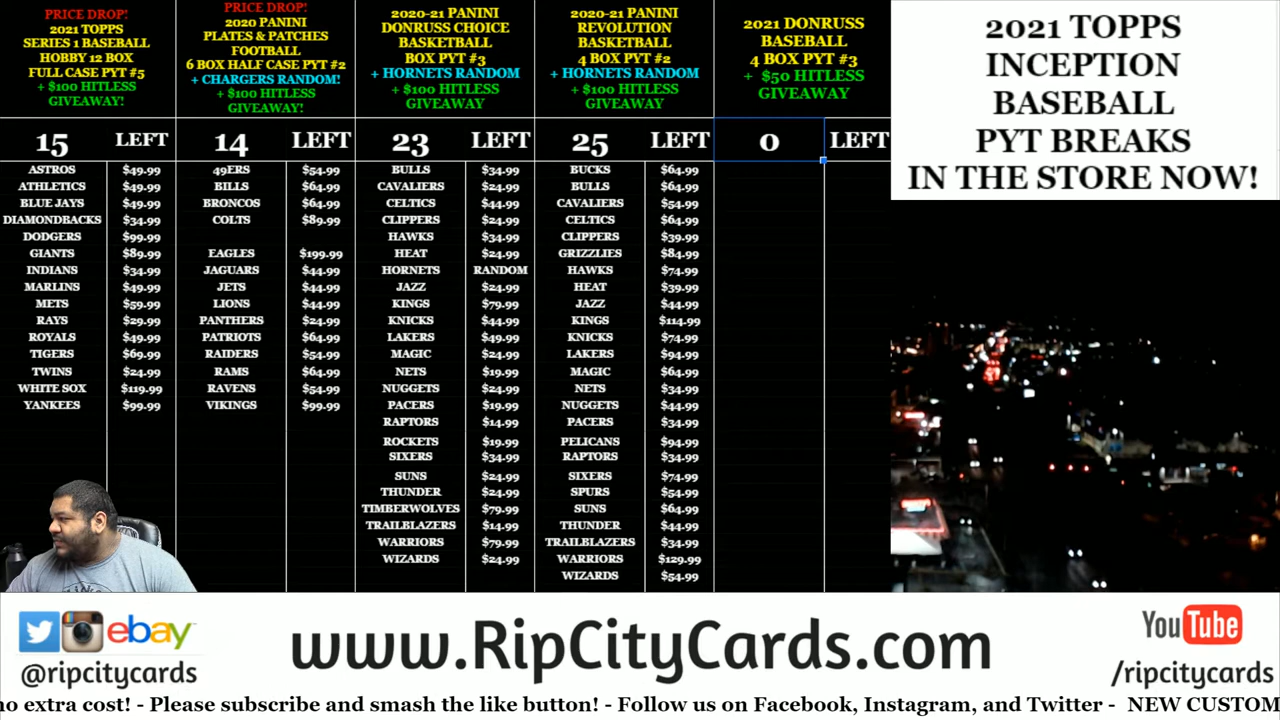 PRICE DROP!
2021 TOPPS
SERIES 1 BASEBALL
HOBBY 12 BOX
FULL CASE PYT #5
+ $100 HITLESS
GIVEAWAY!
15 LEFT
ASTROS $49.99
ATHLETICS $49.99
BLUE JAYS $49.99
DIAMONDBACKS $34.99
DODGERS $99.99
GIANTS $89.99
INDIANS $34.99
MARLINS $49.99
METS $59.99
RAYS $29.99
ROYALS $49.99
TIGERS $69.99
TWINS $24.99
WHITE SOX $119.99
YANKEES $99.99
PRICE DROP!
2020 PANINI
PLATES & PATCHES
FOOTBALL
6 BOX HALF CASE PYT #2
+ CHARGERS RANDOM!
+ $100 HITLESS
GIVEAWAY!
14 LEFT
49ERS $54.99
BILLS $64.99
BRONCOS $64.99
COLTS $89.99
EAGLES $199.99
JAGUARS $44.99
JETS $44.99
LIONS $44.99
PANTHERS $24.99
PATRIOTS $64.99
RAIDERS $54.99
RAMS $64.99
RAVENS $54.99
VIKINGS $99.99
2020-21 PANINI
DONRUSS CHOICE
BASKETBALL
BOX PYT #3
+ HORNETS RANDOM
+ $100 HITLESS
GIVEAWAY
23 LEFT
BULLS $34.99
CAVALIERS $24.99
CELTICS $44.99
CLIPPERS $24.99
HAWKS $34.99
HEAT $24.99
HORNETS RANDOM
JAZZ $24.99
KINGS $79.99
KNICKS $44.99
LAKERS $49.99
MAGIC $24.99
NETS $19.99
NUGGETS $24.99
PACERS $19.99
RAPTORS $14.99
ROCKETS $19.99
SIXERS $34.99
SUNS $24.99
THUNDER $24.99
TIMBERWOLVES $79.99
TRAILBLAZERS $14.99
WARRIORS $79.99
WIZARDS $24.99
2020-21 PANINI
REVOLUTION
BASKETBALL
4 BOX PYT #2
+ HORNETS RANDOM
+ $100 HITLESS
GIVEAWAY
25 LEFT
BUCKS $64.99
BULLS $64.99
CAVALIERS $54.99
CELTICS $64.99
CLIPPERS $39.99
GRIZZLIES $84.99
HAWKS $74.99
HEAT $39.99
JAZZ $44.99
KINGS $114.99
KNICKS $74.99
LAKERS $94.99
MAGIC $64.99
NETS $34.99
NUGGETS $44.99
PACERS $34.99
PELICANS $94.99
RAPTORS $34.99
SIXERS $74.99
SPURS $54.99
SUNS $64.99
THUNDER $44.99
TRAILBLAZERS $34.99
WARRIORS $129.99
WIZARDS $54.99
2021 DONRUSS
BASEBALL
4 BOX PYT #3
+ $50 HITLESS
GIVEAWAY
0 LEFT
2021 TOPPS
INCEPTION
BASEBALL
PYT BREAKS
IN THE STORE NOW!
ebay
@ripcitycards
www.RipCityCards.com
YouTube
/ripcitycards
no extra cost! - Please subscribe and smash the like button! - Follow us on Facebook, Instagram, and Twitter - NEW CUSTOM